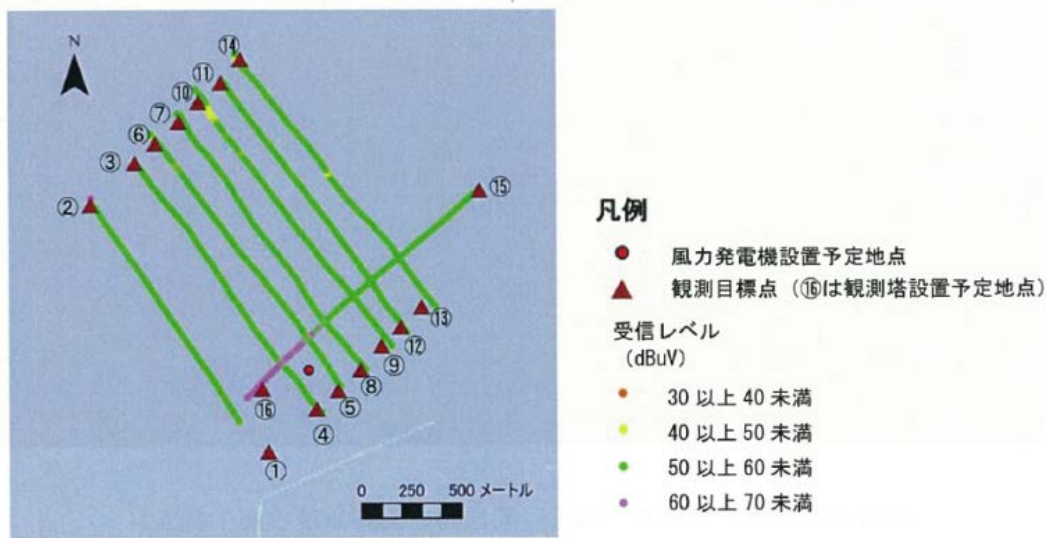 N
⑭
⑪
⑩
⑦
⑥
③
②
⑮
⑬
⑫
⑨
⑧
⑤
④
⑯
①
0 250 500 メートル
凡例
風力発電機設置予定地点
観測目標点（⑯は観測塔設置予定地点）
受信レベル
(dBuV)
30 以上 40 未満
40 以上 50 未満
50 以上 60 未満
60 以上 70 未満